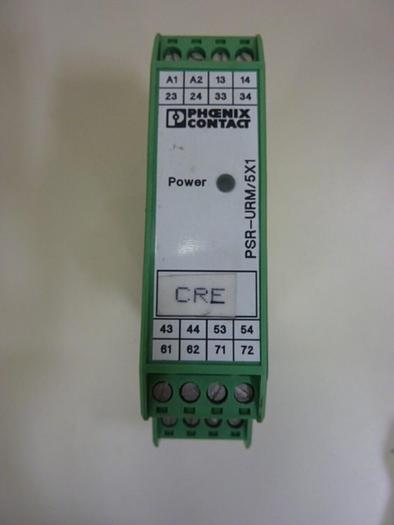 A1 A2 13 14
23 24 33 34
PHŒNIX
CONTACT
Power
PSR-URM/5X1
CRE
43 44 53 54
61 62 71 72